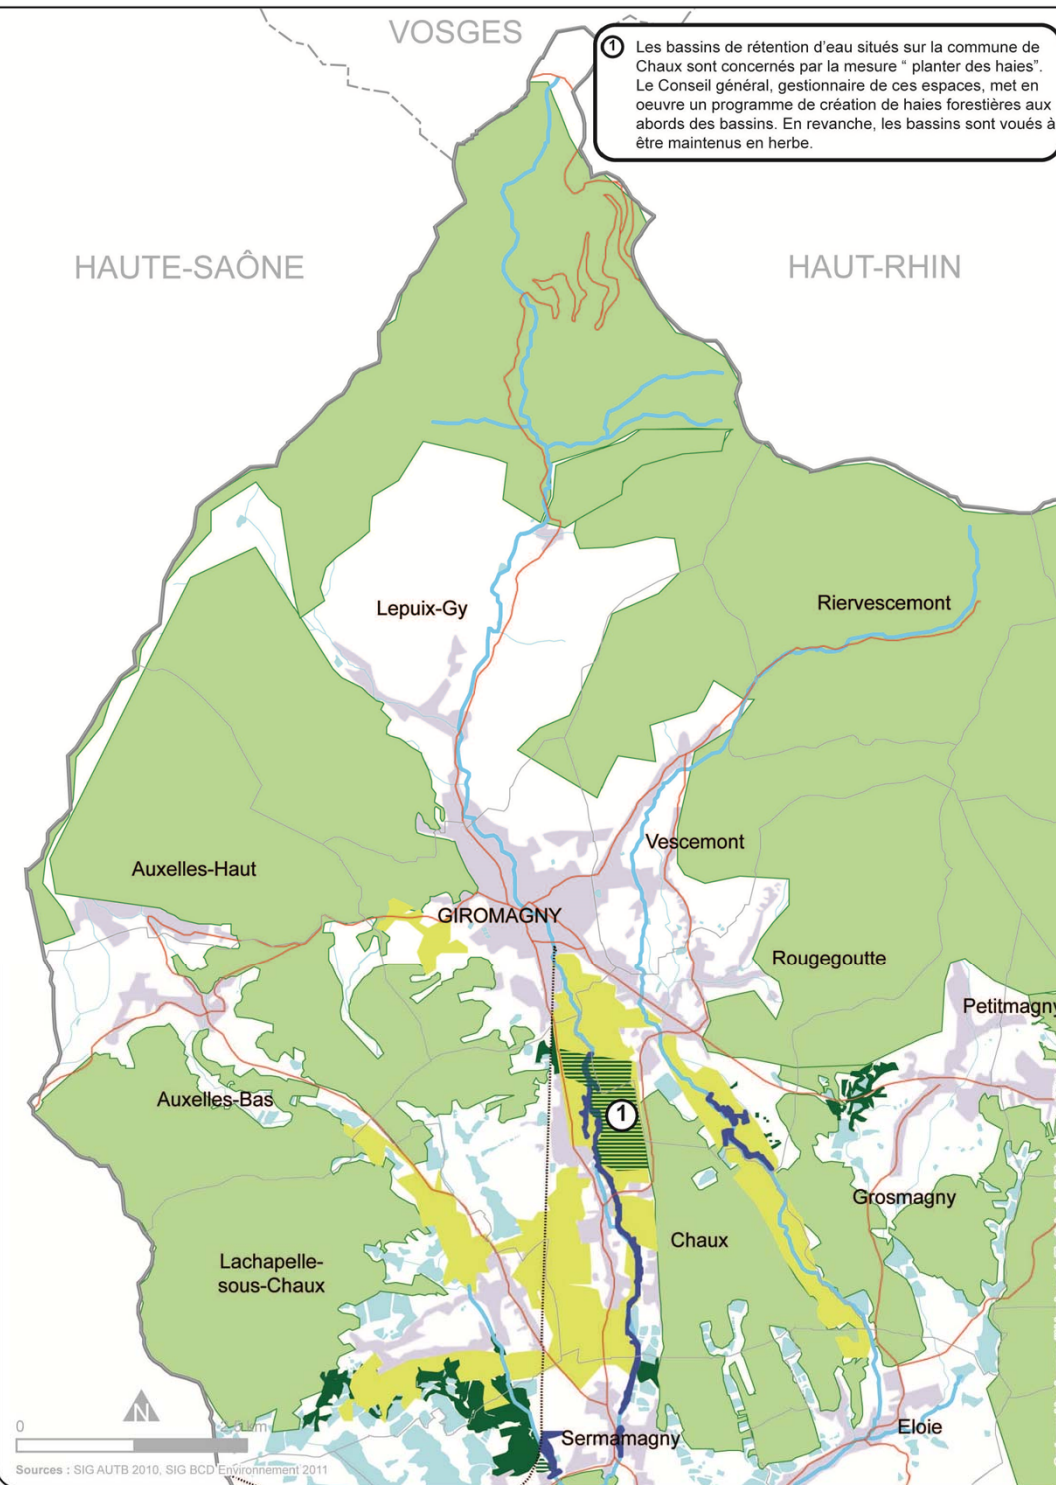 VOSGES
1 Les bassins de rétention d'eau situés sur la commune de
Chaux sont concernés par la mesure “ planter des haies”.
Le Conseil général, gestionnaire de ces espaces, met en
oeuvre un programme de création de haies forestières aux
abords des bassins. En revanche, les bassins sont voués à
être maintenus en herbe.
HAUTE-SAÔNE
HAUT-RHIN
Lepuix-Gy
Riervescemont
Vescemont
Auxelles-Haut
GIROMAGNY
Rougegoutte
Petitmagny
Auxelles-Bas
1
Grosmagny
Chaux
Lachapelle-
sous-Chaux
N
0
km
Sermamagny
Eloie
Sources : SIG AUTB 2010, SIG BCD Environnement 2011